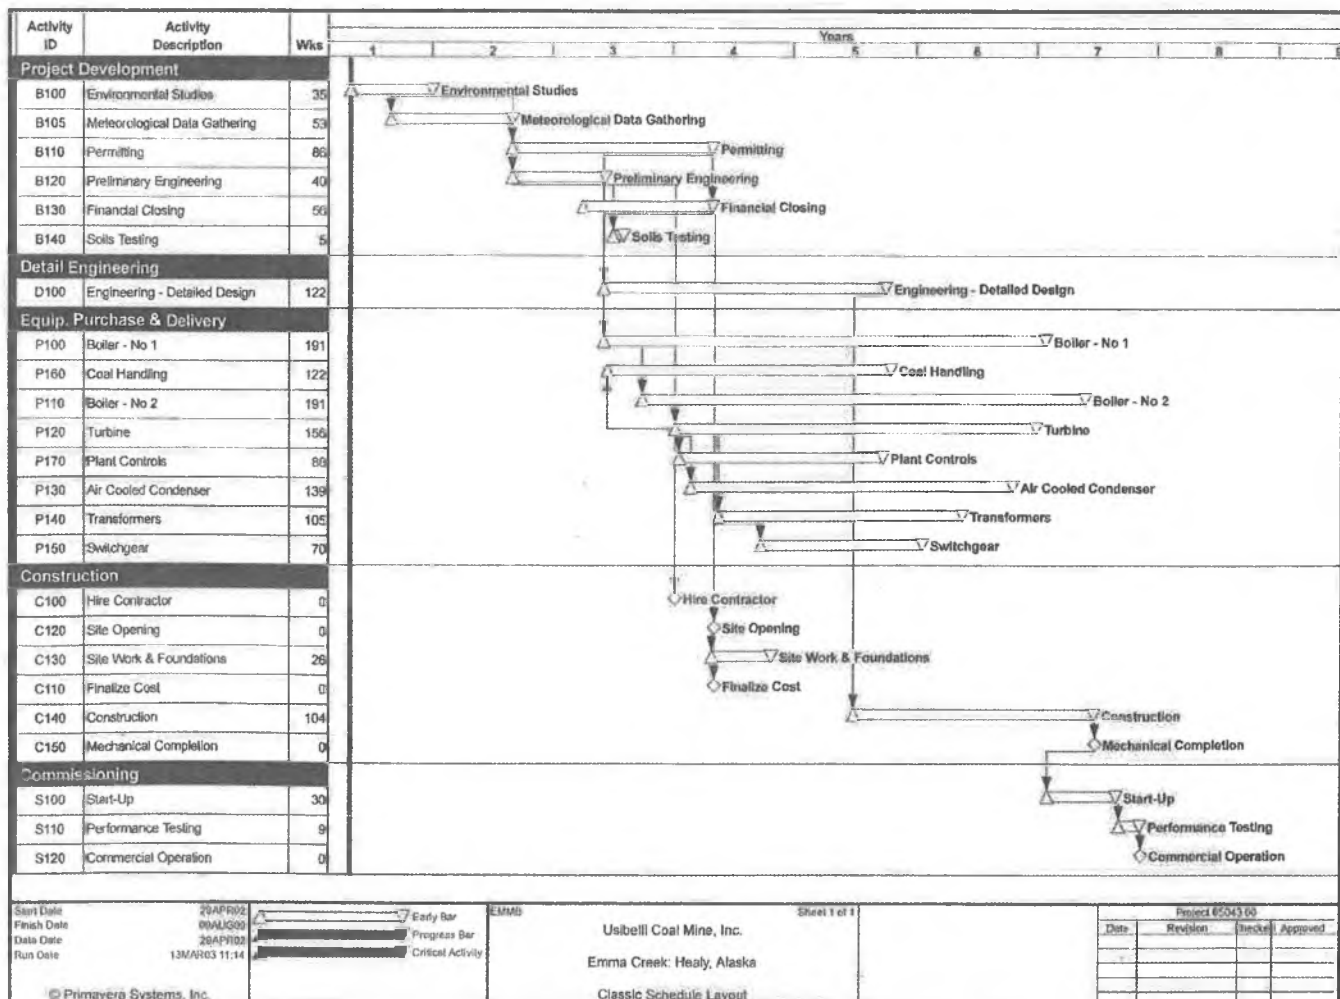 Activity ID Activity Description Wks Years
1 2 3 4 5 6 7 8 9
Project Development
B100 Environmental Studies 35 Environmental Studies
B105 Meteorological Data Gathering 53 Meteorological Data Gathering
B110 Permitting 86 Permitting
B120 Preliminary Engineering 40 Preliminary Engineering
B130 Financial Closing 56 Financial Closing
B140 Soils Testing 5 Soils Testing
Detail Engineering
D100 Engineering - Detailed Design 122 Engineering - Detailed Design
Equip. Purchase & Delivery
P100 Boiler - No 1 191 Boiler - No 1
P160 Coal Handling 122 Coal Handling
P110 Boiler - No 2 191 Boiler - No 2
P120 Turbine 156 Turbine
P170 Plant Controls 88 Plant Controls
P130 Air Cooled Condenser 139 Air Cooled Condenser
P140 Transformers 105 Transformers
P150 Switchgear 70 Switchgear
Construction
C100 Hire Contractor 0 Hire Contractor
C120 Site Opening 0 Site Opening
C130 Site Work & Foundations 26 Site Work & Foundations
C110 Finalize Cost 0 Finalize Cost
C140 Construction 104 Construction
C150 Mechanical Completion 0 Mechanical Completion
Commissioning
S100 Start-Up 30 Start-Up
S110 Performance Testing 9 Performance Testing
S120 Commercial Operation 0 Commercial Operation
Start Date 29APR02
Finish Date
Data Date 29APR02
Run Date 13MAR03 11:14
© Primavera Systems, Inc.
Early Bar
Progress Bar
Critical Activity
EMMB
Sheet 1 of 1
Usibelli Coal Mine, Inc.
Emma Creek: Healy, Alaska
Classic Schedule Layout
Project 65043.00
Date Revision Checked Approved